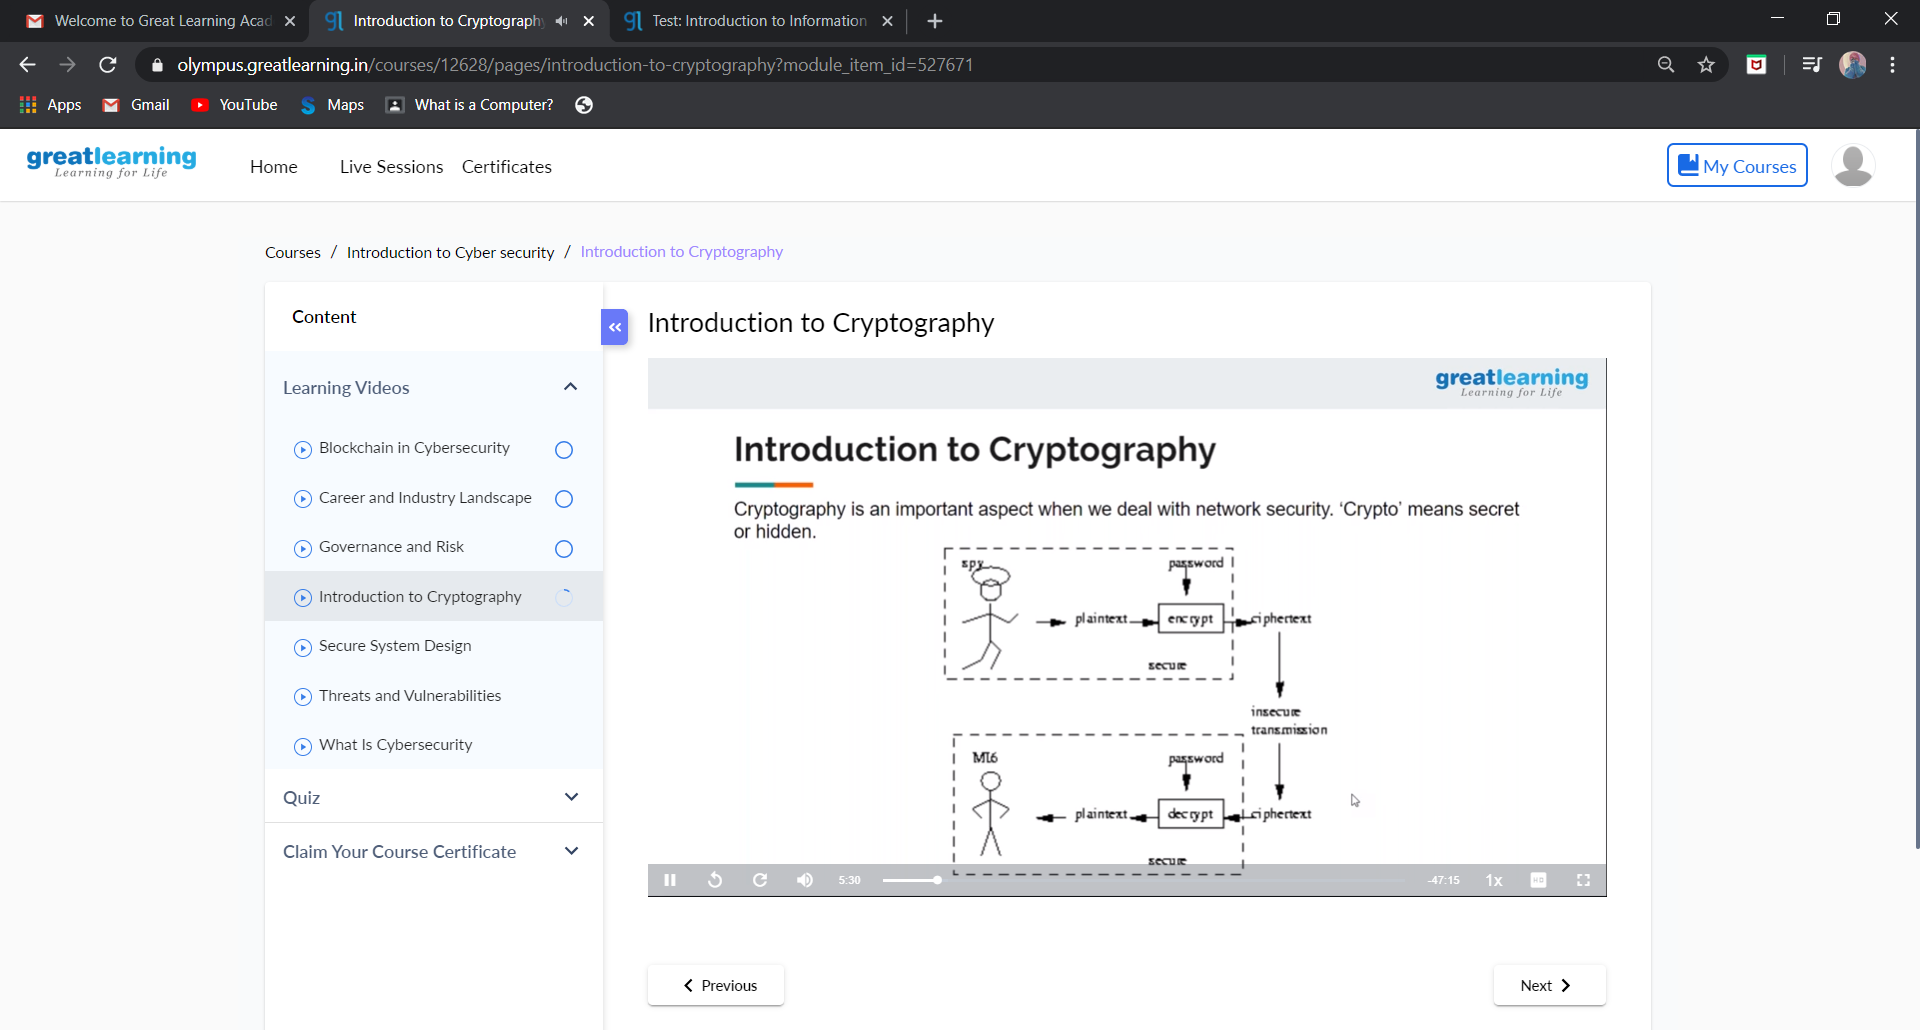 Welcome to Great Learning Acad
Introduction to Cryptography
Test: Introduction to Information
olympus.greatlearning.in/courses/12628/pages/introduction-to-cryptography?module_item_id=527671
Apps
Gmail
YouTube
Maps
What is a Computer?
greatlearning
Learning for Life
Home
Live Sessions
Certificates
My Courses
Courses / Introduction to Cyber security / Introduction to Cryptography
Content
Learning Videos
Blockchain in Cybersecurity
Career and Industry Landscape
Governance and Risk
Introduction to Cryptography
Secure System Design
Threats and Vulnerabilities
What Is Cybersecurity
Quiz
Claim Your Course Certificate
Introduction to Cryptography
greatlearning
Learning for Life
Introduction to Cryptography
Cryptography is an important aspect when we deal with network security. ‘Crypto’ means secret
or hidden.
spy
password
plaintext
encrypt
ciphertext
secure
insecure
transmission
MI6
password
plaintext
decrypt
ciphertext
secure
5:30
-47:15
1x
HD
Previous
Next